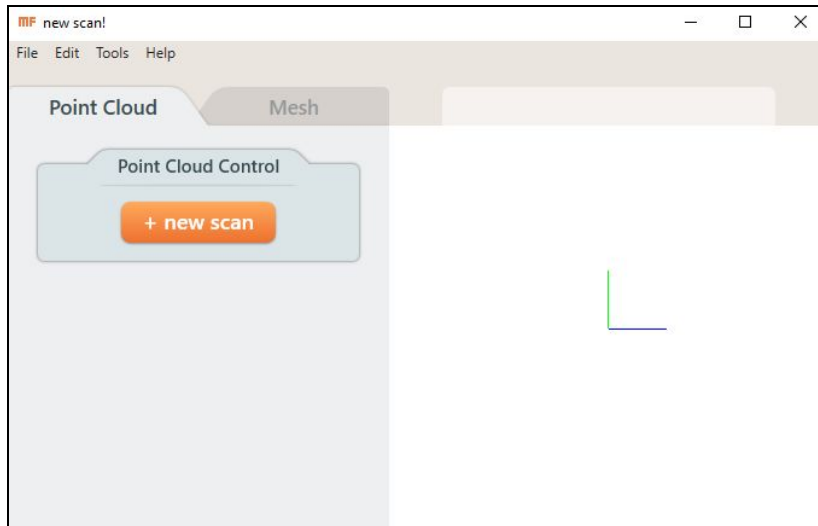 MF new scan!
File Edit Tools Help
Point Cloud Mesh
Point Cloud Control
+ new scan